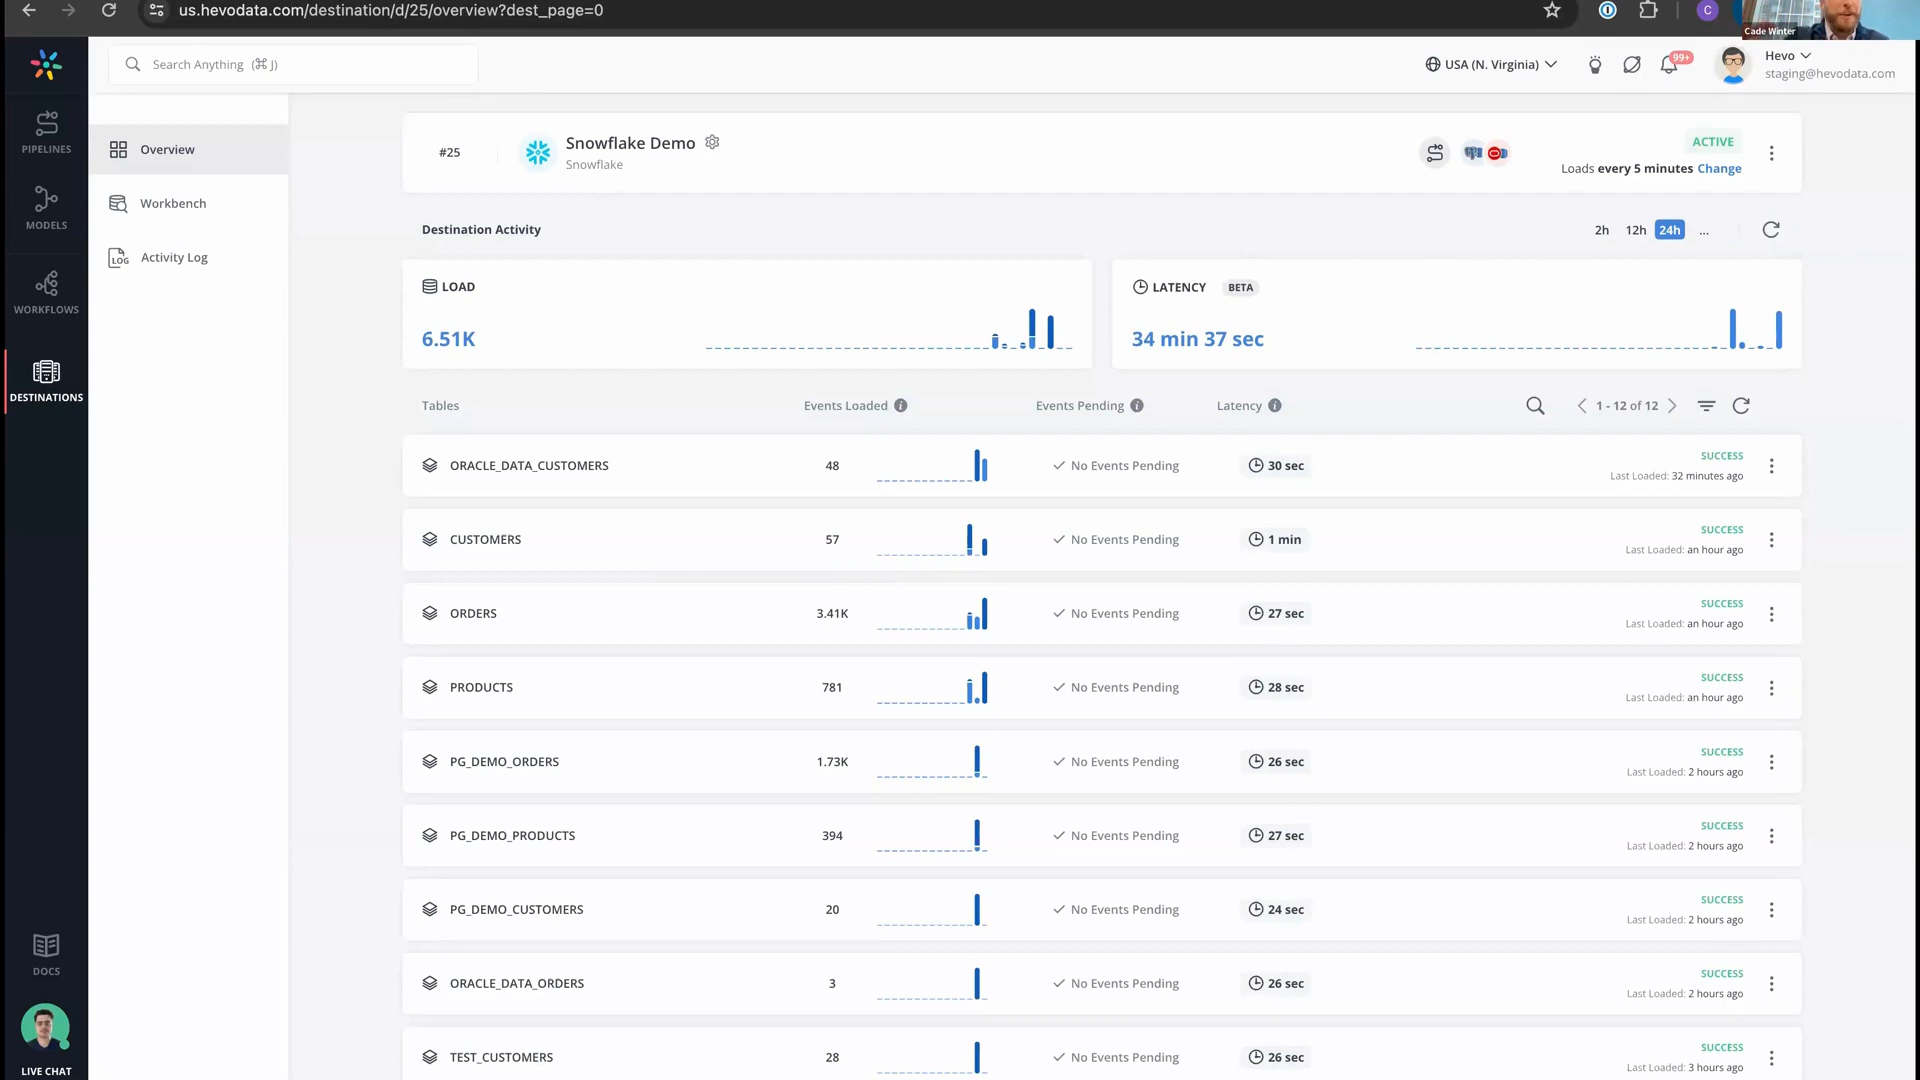 us.hevodata.com/destination/d/25/overview?dest_page=0
C
Cade Winter
Search Anything (⌘ J)
USA (N. Virginia)
99+
Hevo
staging@hevodata.com
PIPELINES
MODELS
WORKFLOWS
DESTINATIONS
DOCS
LIVE CHAT
Overview
Workbench
LOG
Activity Log
#25
Snowflake Demo
Snowflake
ACTIVE
Loads every 5 minutes Change
Destination Activity
2h 12h 24h ...
LOAD
6.51K
LATENCY BETA
34 min 37 sec
Tables Events Loaded Events Pending Latency 1 - 12 of 12
ORACLE_DATA_CUSTOMERS 48 No Events Pending 30 sec SUCCESS
Last Loaded: 32 minutes ago
CUSTOMERS 57 No Events Pending 1 min SUCCESS
Last Loaded: an hour ago
ORDERS 3.41K No Events Pending 27 sec SUCCESS
Last Loaded: an hour ago
PRODUCTS 781 No Events Pending 28 sec SUCCESS
Last Loaded: an hour ago
PG_DEMO_ORDERS 1.73K No Events Pending 26 sec SUCCESS
Last Loaded: 2 hours ago
PG_DEMO_PRODUCTS 394 No Events Pending 27 sec SUCCESS
Last Loaded: 2 hours ago
PG_DEMO_CUSTOMERS 20 No Events Pending 24 sec SUCCESS
Last Loaded: 2 hours ago
ORACLE_DATA_ORDERS 3 No Events Pending 26 sec SUCCESS
Last Loaded: 2 hours ago
TEST_CUSTOMERS 28 No Events Pending 26 sec SUCCESS
Last Loaded: 3 hours ago